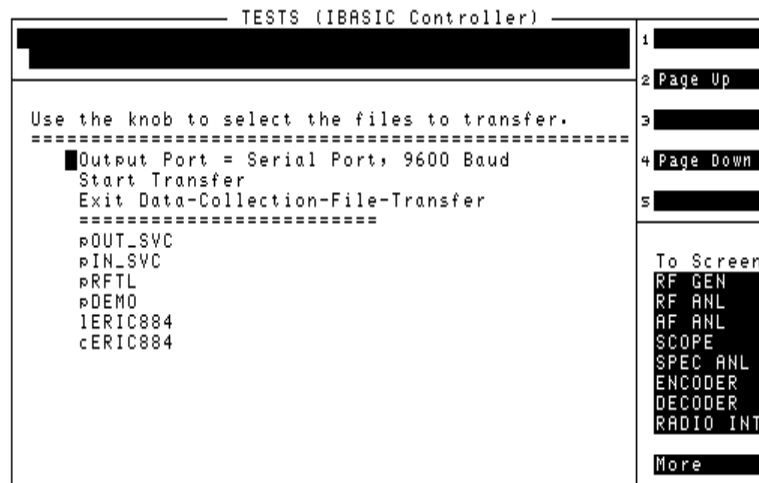 TESTS (IBASIC Controller)
Use the knob to select the files to transfer.
==================================================
Output Port = Serial Port, 9600 Baud
Start Transfer
Exit Data-Collection-File-Transfer
=========================
pOUT_SVC
pIN_SVC
pRFTL
pDEMO
lERIC884
cERIC884
1
2 Page Up
3
4 Page Down
5
To Screen
RF GEN
RF ANL
AF ANL
SCOPE
SPEC ANL
ENCODER
DECODER
RADIO INT
More